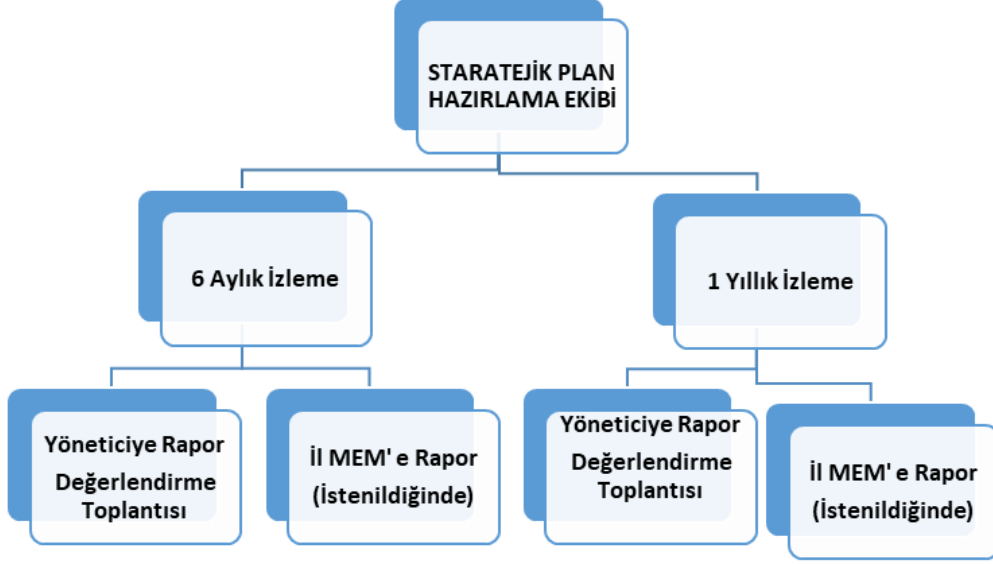 STARATEJİK PLAN
HAZIRLAMA EKİBİ
6 Aylık İzleme
1 Yıllık İzleme
Yöneticiye Rapor
Değerlendirme
Toplantısı
İl MEM' e Rapor
(İstenildiğinde)
Yöneticiye Rapor
Değerlendirme
Toplantısı
İl MEM' e Rapor
(İstenildiğinde)